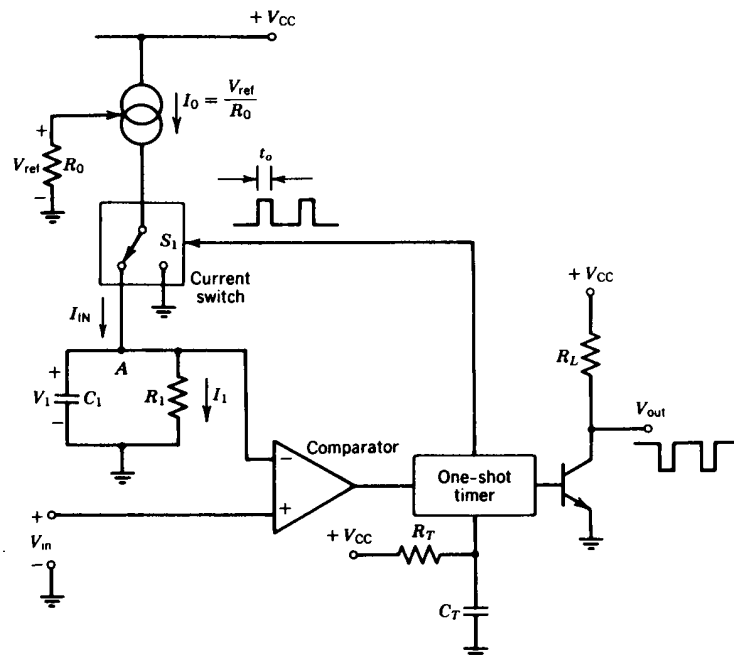 + V_CC
I_0 = V_ref / R_0
+
V_ref R_0
−
t_o
S_1
Current
switch
I_IN
A
+
V_1 C_1
−
R_1
I_1
Comparator
−
+
+
V_in
−
One-shot
timer
+ V_CC
R_T
C_T
+ V_CC
R_L
V_out